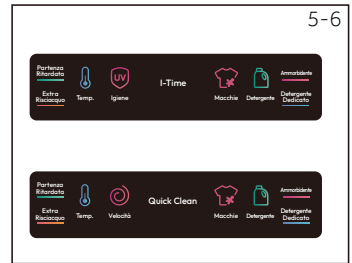 5-6
Partenza
Ritardata
Extra
Risciacquo
Temp.
UV
Igiene
I-Time
Macchie
Detergente
Ammorbidente
Detergente
Dedicato
Partenza
Ritardata
Extra
Risciacquo
Temp.
Velocità
Quick Clean
Macchie
Detergente
Ammorbidente
Detergente
Dedicato